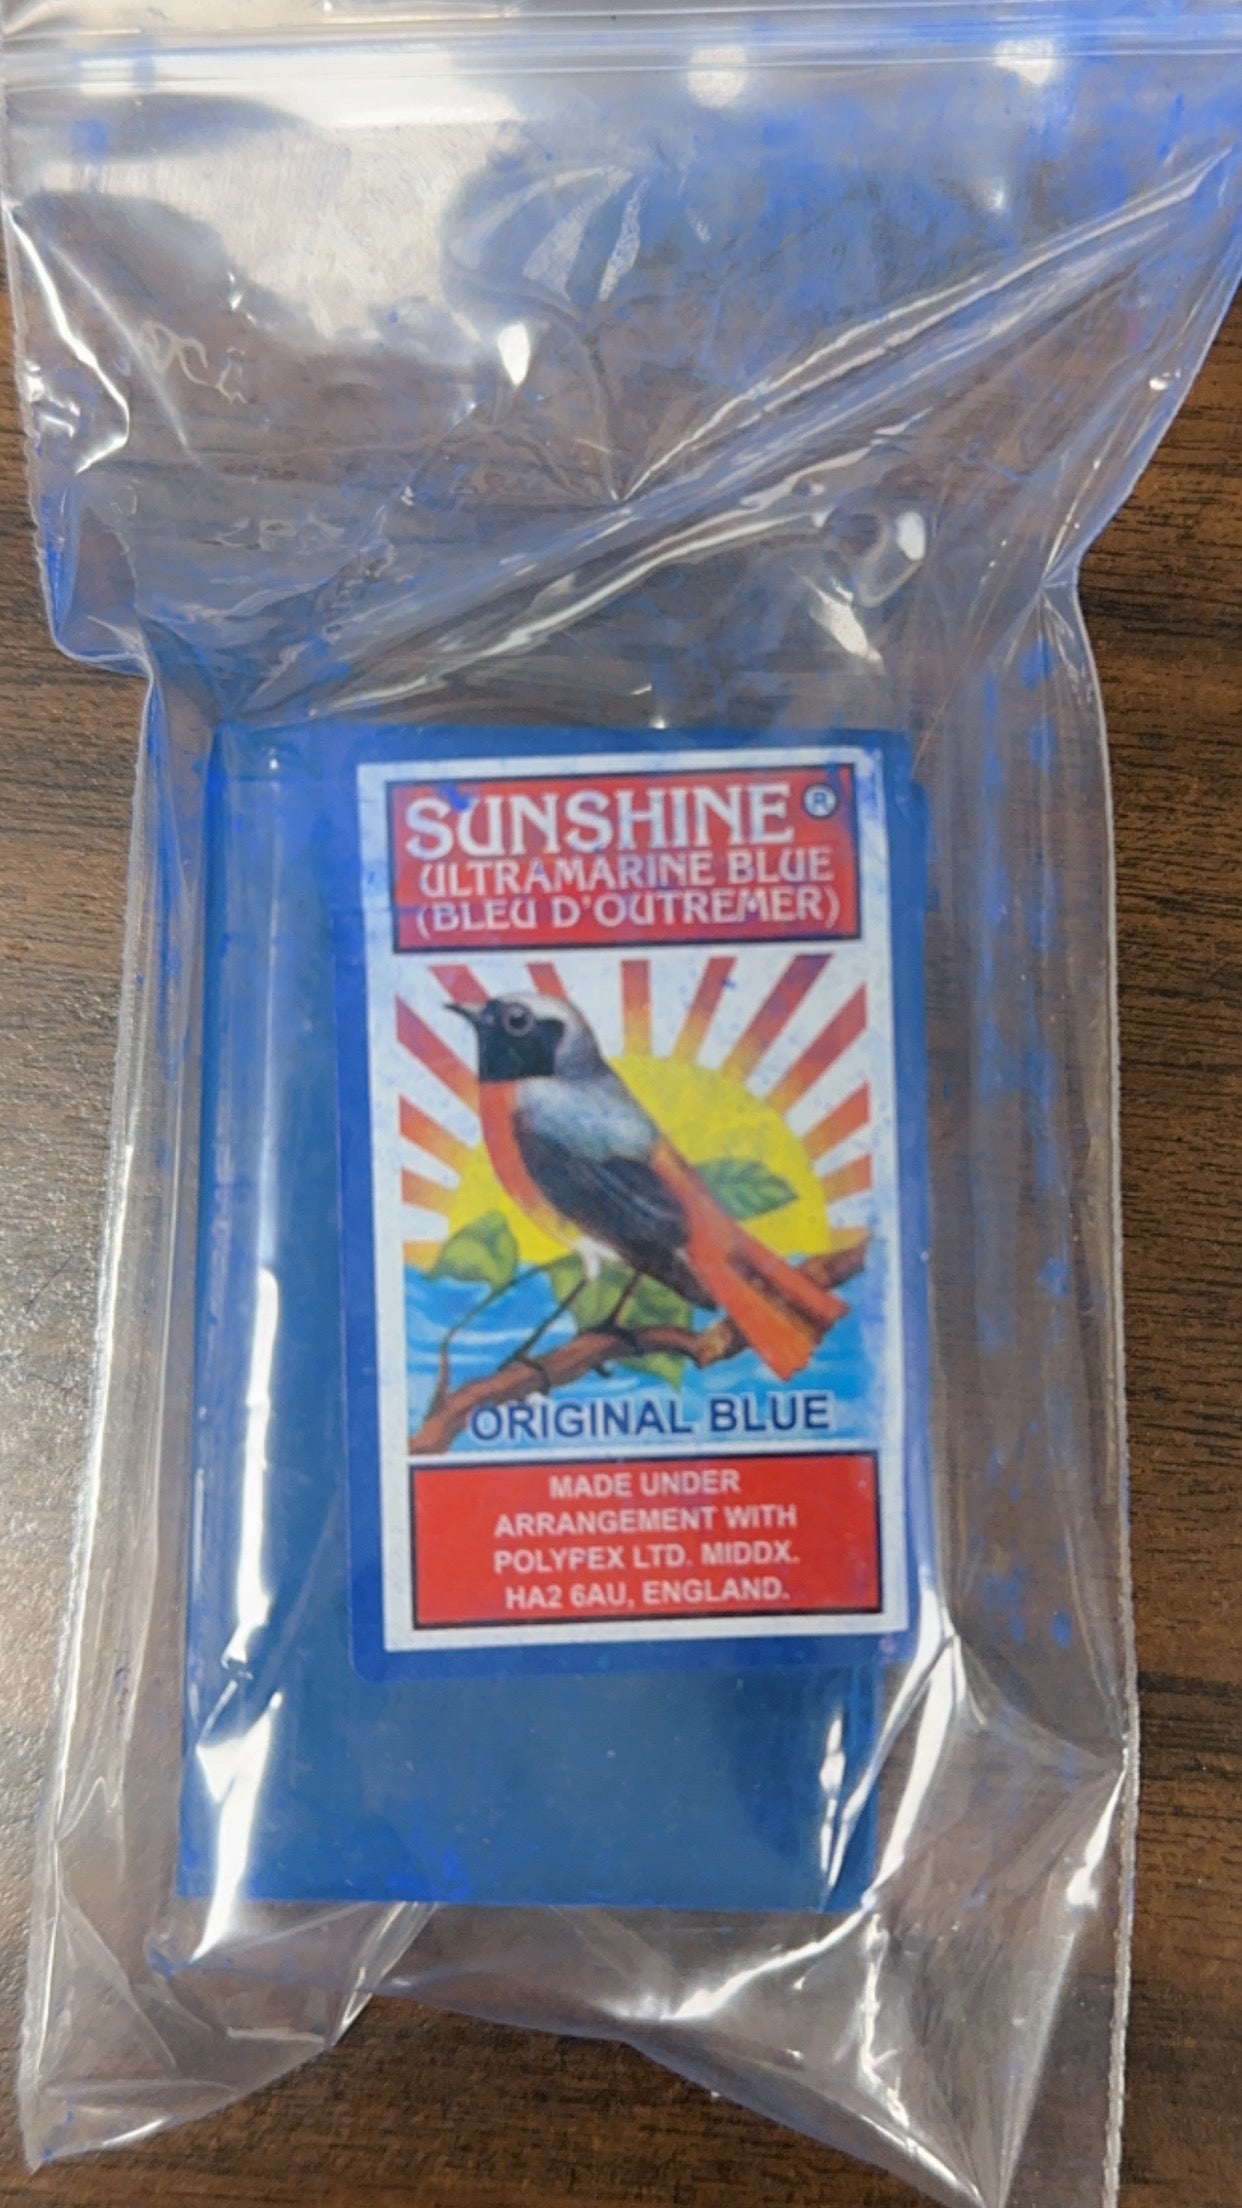 SUNSHINE®
ULTRAMARINE BLUE
(BLEU D'OUTREMER)
ORIGINAL BLUE
MADE UNDER
ARRANGEMENT WITH
POLYPEX LTD. MIDDX.
HA2 6AU, ENGLAND.